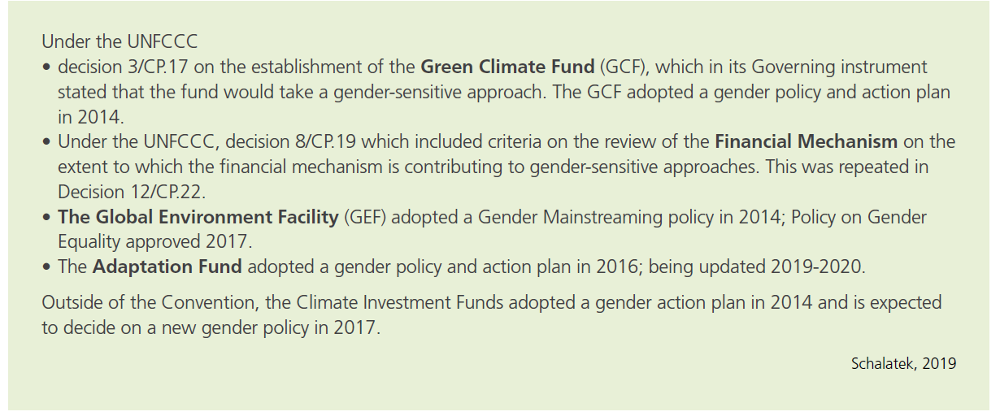 Under the UNFCCC
• decision 3/CP.17 on the establishment of the Green Climate Fund (GCF), which in its Governing instrument
stated that the fund would take a gender-sensitive approach. The GCF adopted a gender policy and action plan
in 2014.
• Under the UNFCCC, decision 8/CP.19 which included criteria on the review of the Financial Mechanism on the
extent to which the financial mechanism is contributing to gender-sensitive approaches. This was repeated in
Decision 12/CP.22.
• The Global Environment Facility (GEF) adopted a Gender Mainstreaming policy in 2014; Policy on Gender
Equality approved 2017.
• The Adaptation Fund adopted a gender policy and action plan in 2016; being updated 2019-2020.
Outside of the Convention, the Climate Investment Funds adopted a gender action plan in 2014 and is expected
to decide on a new gender policy in 2017.
Schalatek, 2019